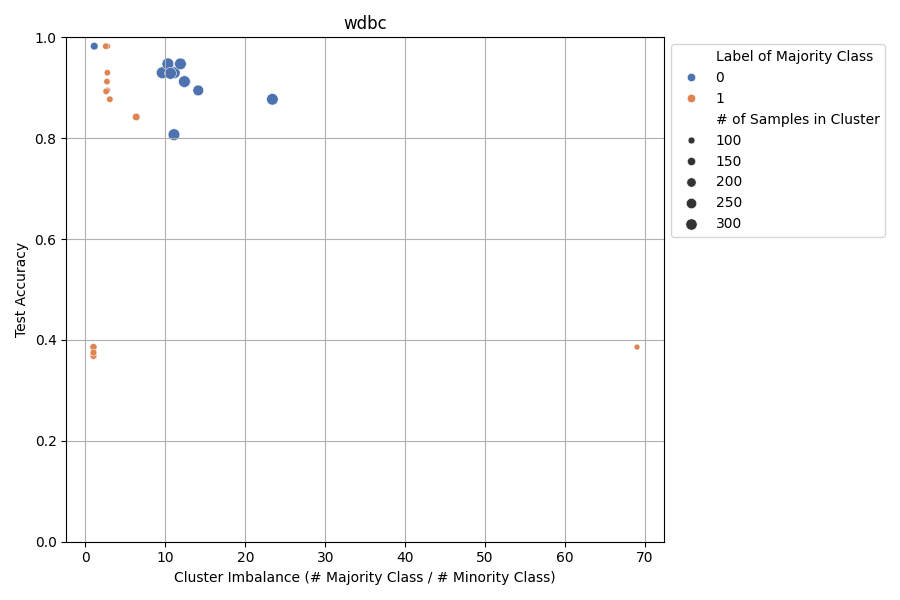 wdbc
1.0
0.8
0.6
0.4
0.2
0.0
Test Accuracy
0 10 20 30 40 50 60 70
Cluster Imbalance (# Majority Class / # Minority Class)
Label of Majority Class
0
1
# of Samples in Cluster
100
150
200
250
300